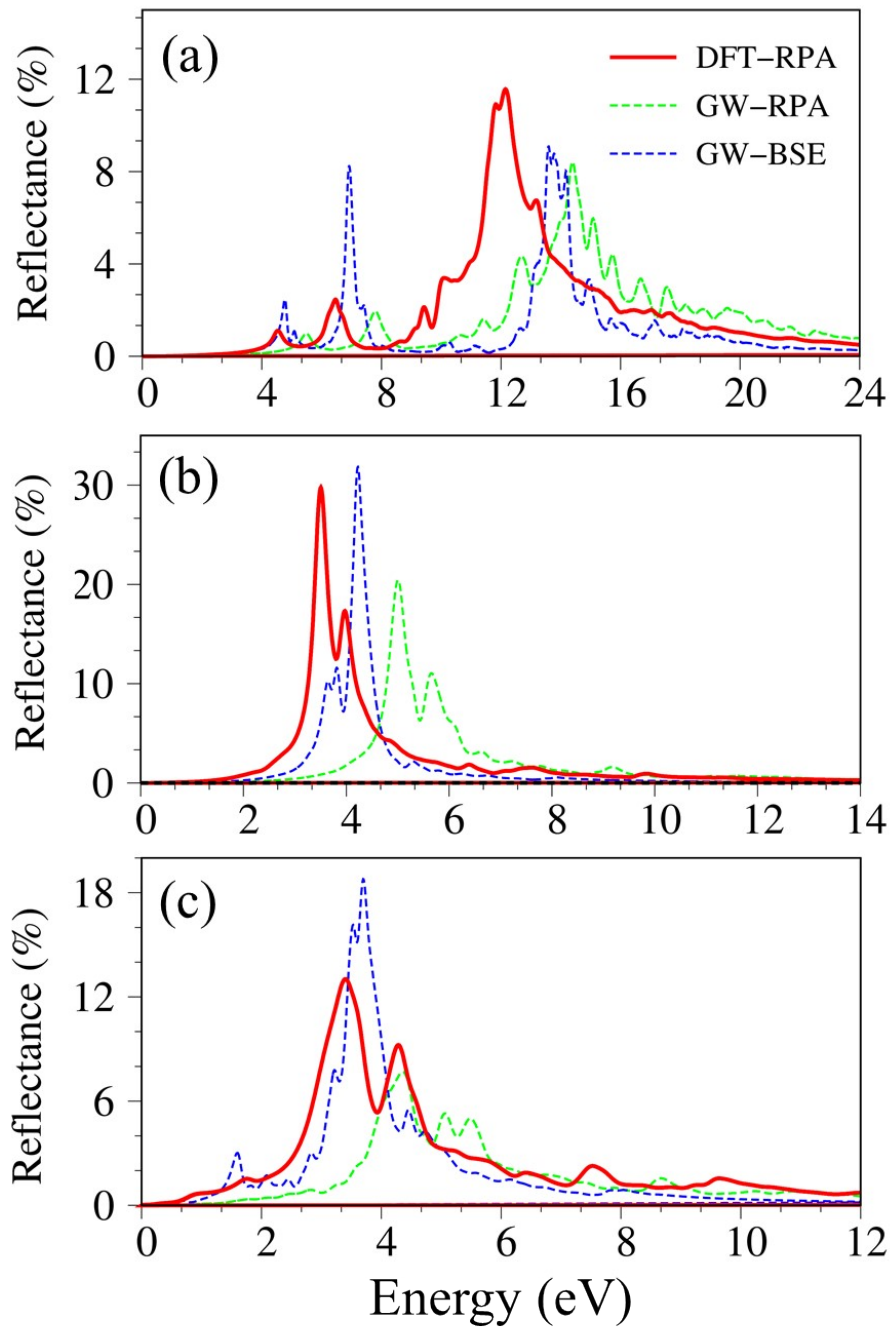 (a)
DFT−RPA
GW−RPA
GW−BSE
Reflectance (%)
12
8
4
0
0 4 8 12 16 20 24
(b)
Reflectance (%)
30
20
10
0
0 2 4 6 8 10 12 14
(c)
Reflectance (%)
18
12
6
0
0 2 4 6 8 10 12
Energy (eV)